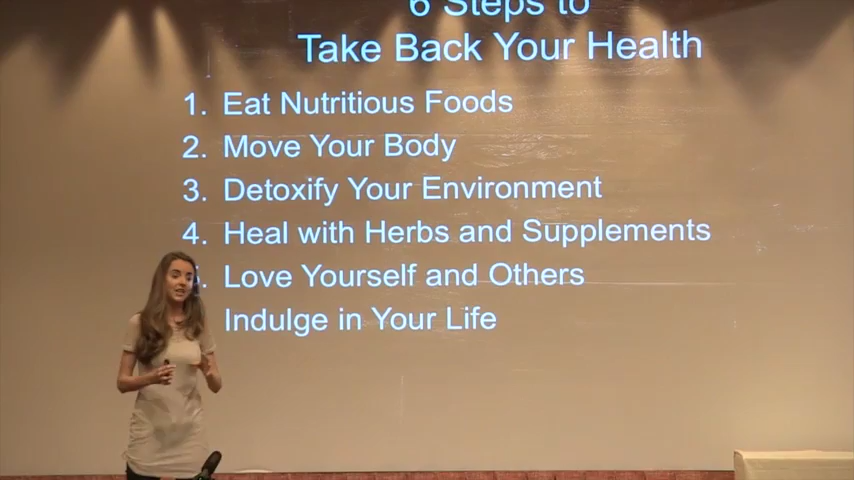 6 Steps to
Take Back Your Health
1. Eat Nutritious Foods
2. Move Your Body
3. Detoxify Your Environment
4. Heal with Herbs and Supplements
Love Yourself and Others
Indulge in Your Life